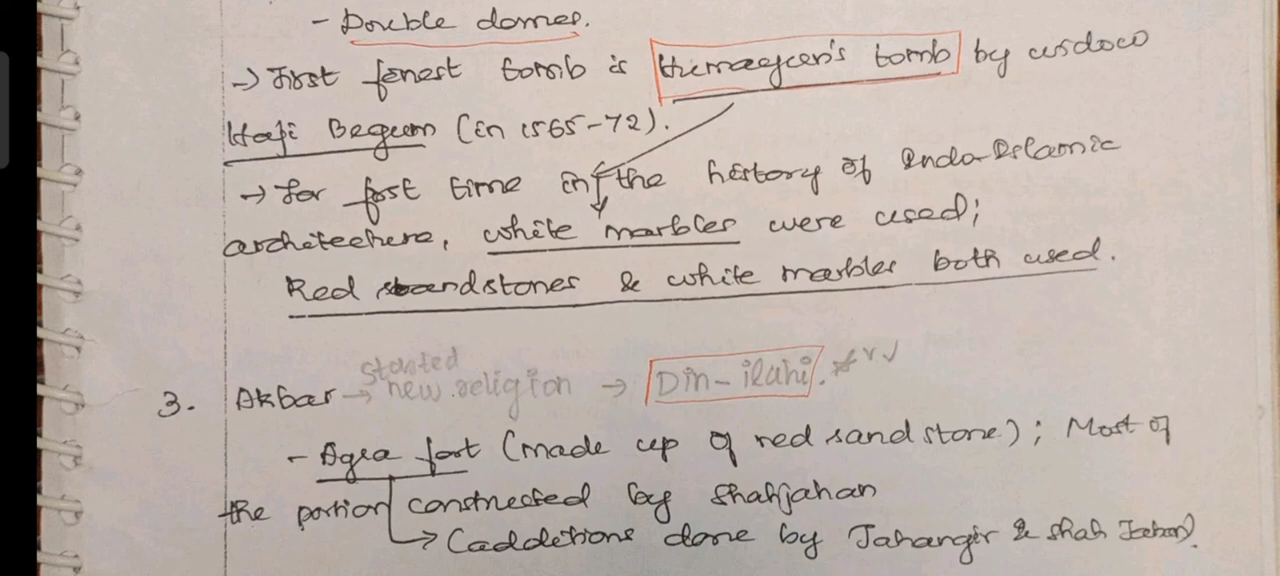 - Double domes.
→ First finest tomb is Humayun's tomb by widow
Haji Begum (in 1565-72).
→ for first time in the history of Indo-Islamic
architecture, white marbles were used;
Red sandstones & white marbles both used.
3. Akbar → started new religion → Din-ilahi.
- Agra fort (made up of red sandstone); Most of
the portion constructed by Shahjahan
→ (additions done by Jahangir & Shah Jahan).